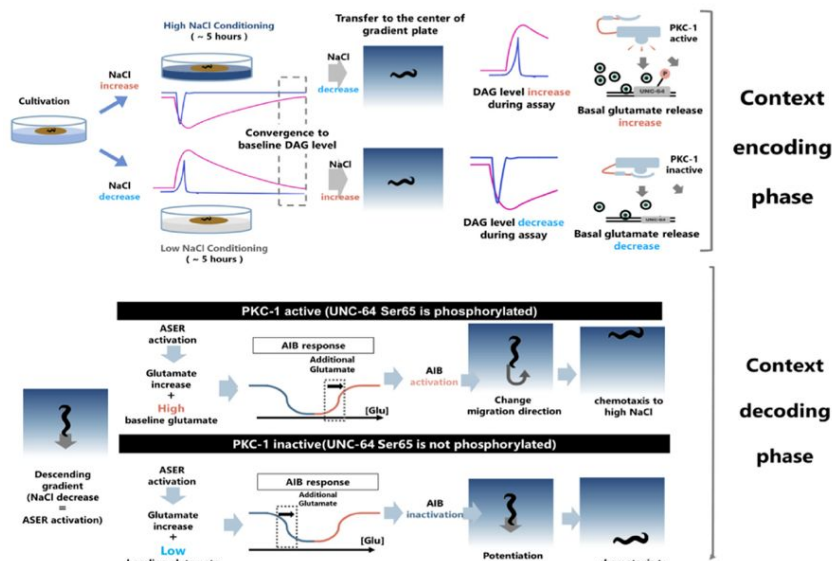 High NaCl Conditioning
( ~ 5 hours )
Transfer to the center of
gradient plate
Cultivation
NaCl
increase
NaCl
decrease
Convergence to
baseline DAG level
NaCl
decrease
NaCl
increase
Low NaCl Conditioning
( ~ 5 hours )
DAG level increase
during assay
DAG level decrease
during assay
PKC-1
active
P
UNC-64
Basal glutamate release
increase
PKC-1
inactive
UNC-64
Basal glutamate release
decrease
Context
encoding
phase
PKC-1 active (UNC-64 Ser65 is phosphorylated)
ASER
activation
Glutamate
increase
+
High
baseline glutamate
AIB response
Additional
Glutamate
[Glu]
AIB
activation
Change
migration direction
chemotaxis to
high NaCl
Descending
gradient
(NaCl decrease
=
ASER activation)
PKC-1 inactive(UNC-64 Ser65 is not phosphorylated)
ASER
activation
Glutamate
increase
+
Low
AIB response
Additional
Glutamate
[Glu]
AIB
inactivation
Potentiation
Context
decoding
phase